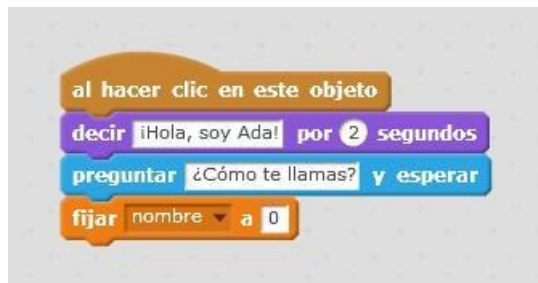 al hacer clic en este objeto
decir ¡Hola, soy Ada! por 2 segundos
preguntar ¿Cómo te llamas? y esperar
fijar nombre a 0